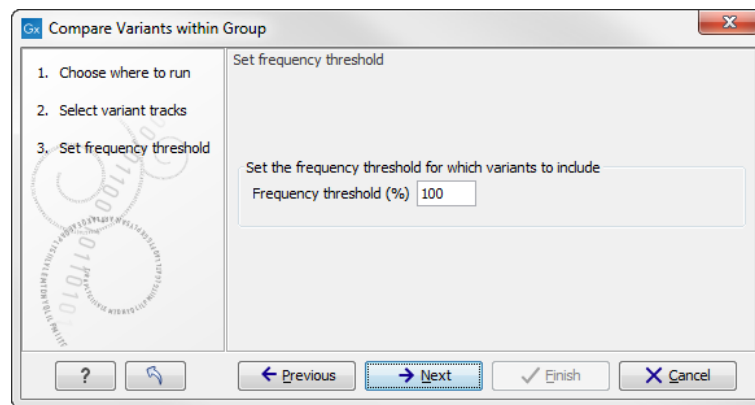 Gx Compare Variants within Group
X
1. Choose where to run
2. Select variant tracks
3. Set frequency threshold
Set frequency threshold
Set the frequency threshold for which variants to include
Frequency threshold (%) 100
? Previous Next Finish Cancel